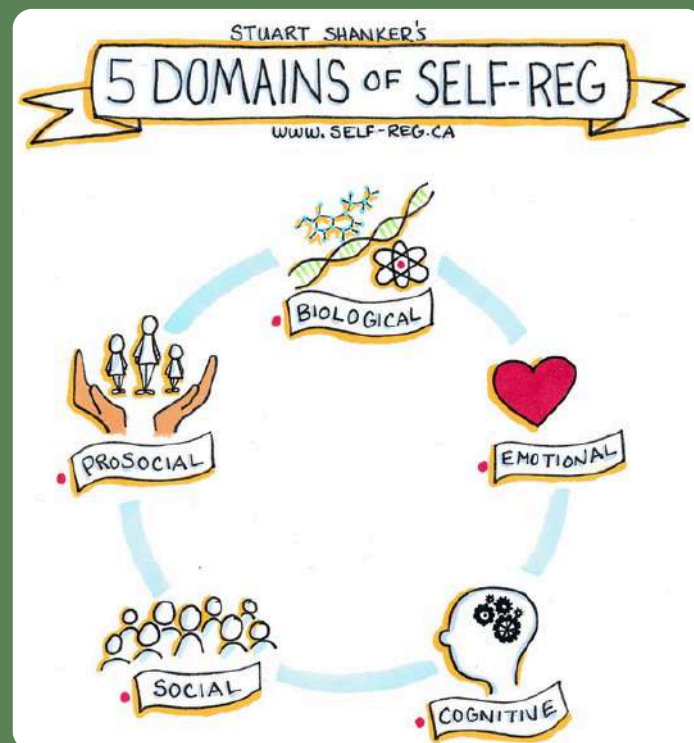 STUART SHANKER'S
5 DOMAINS OF SELF-REG
WWW.SELF-REG.CA
BIOLOGICAL
EMOTIONAL
COGNITIVE
SOCIAL
PROSOCIAL